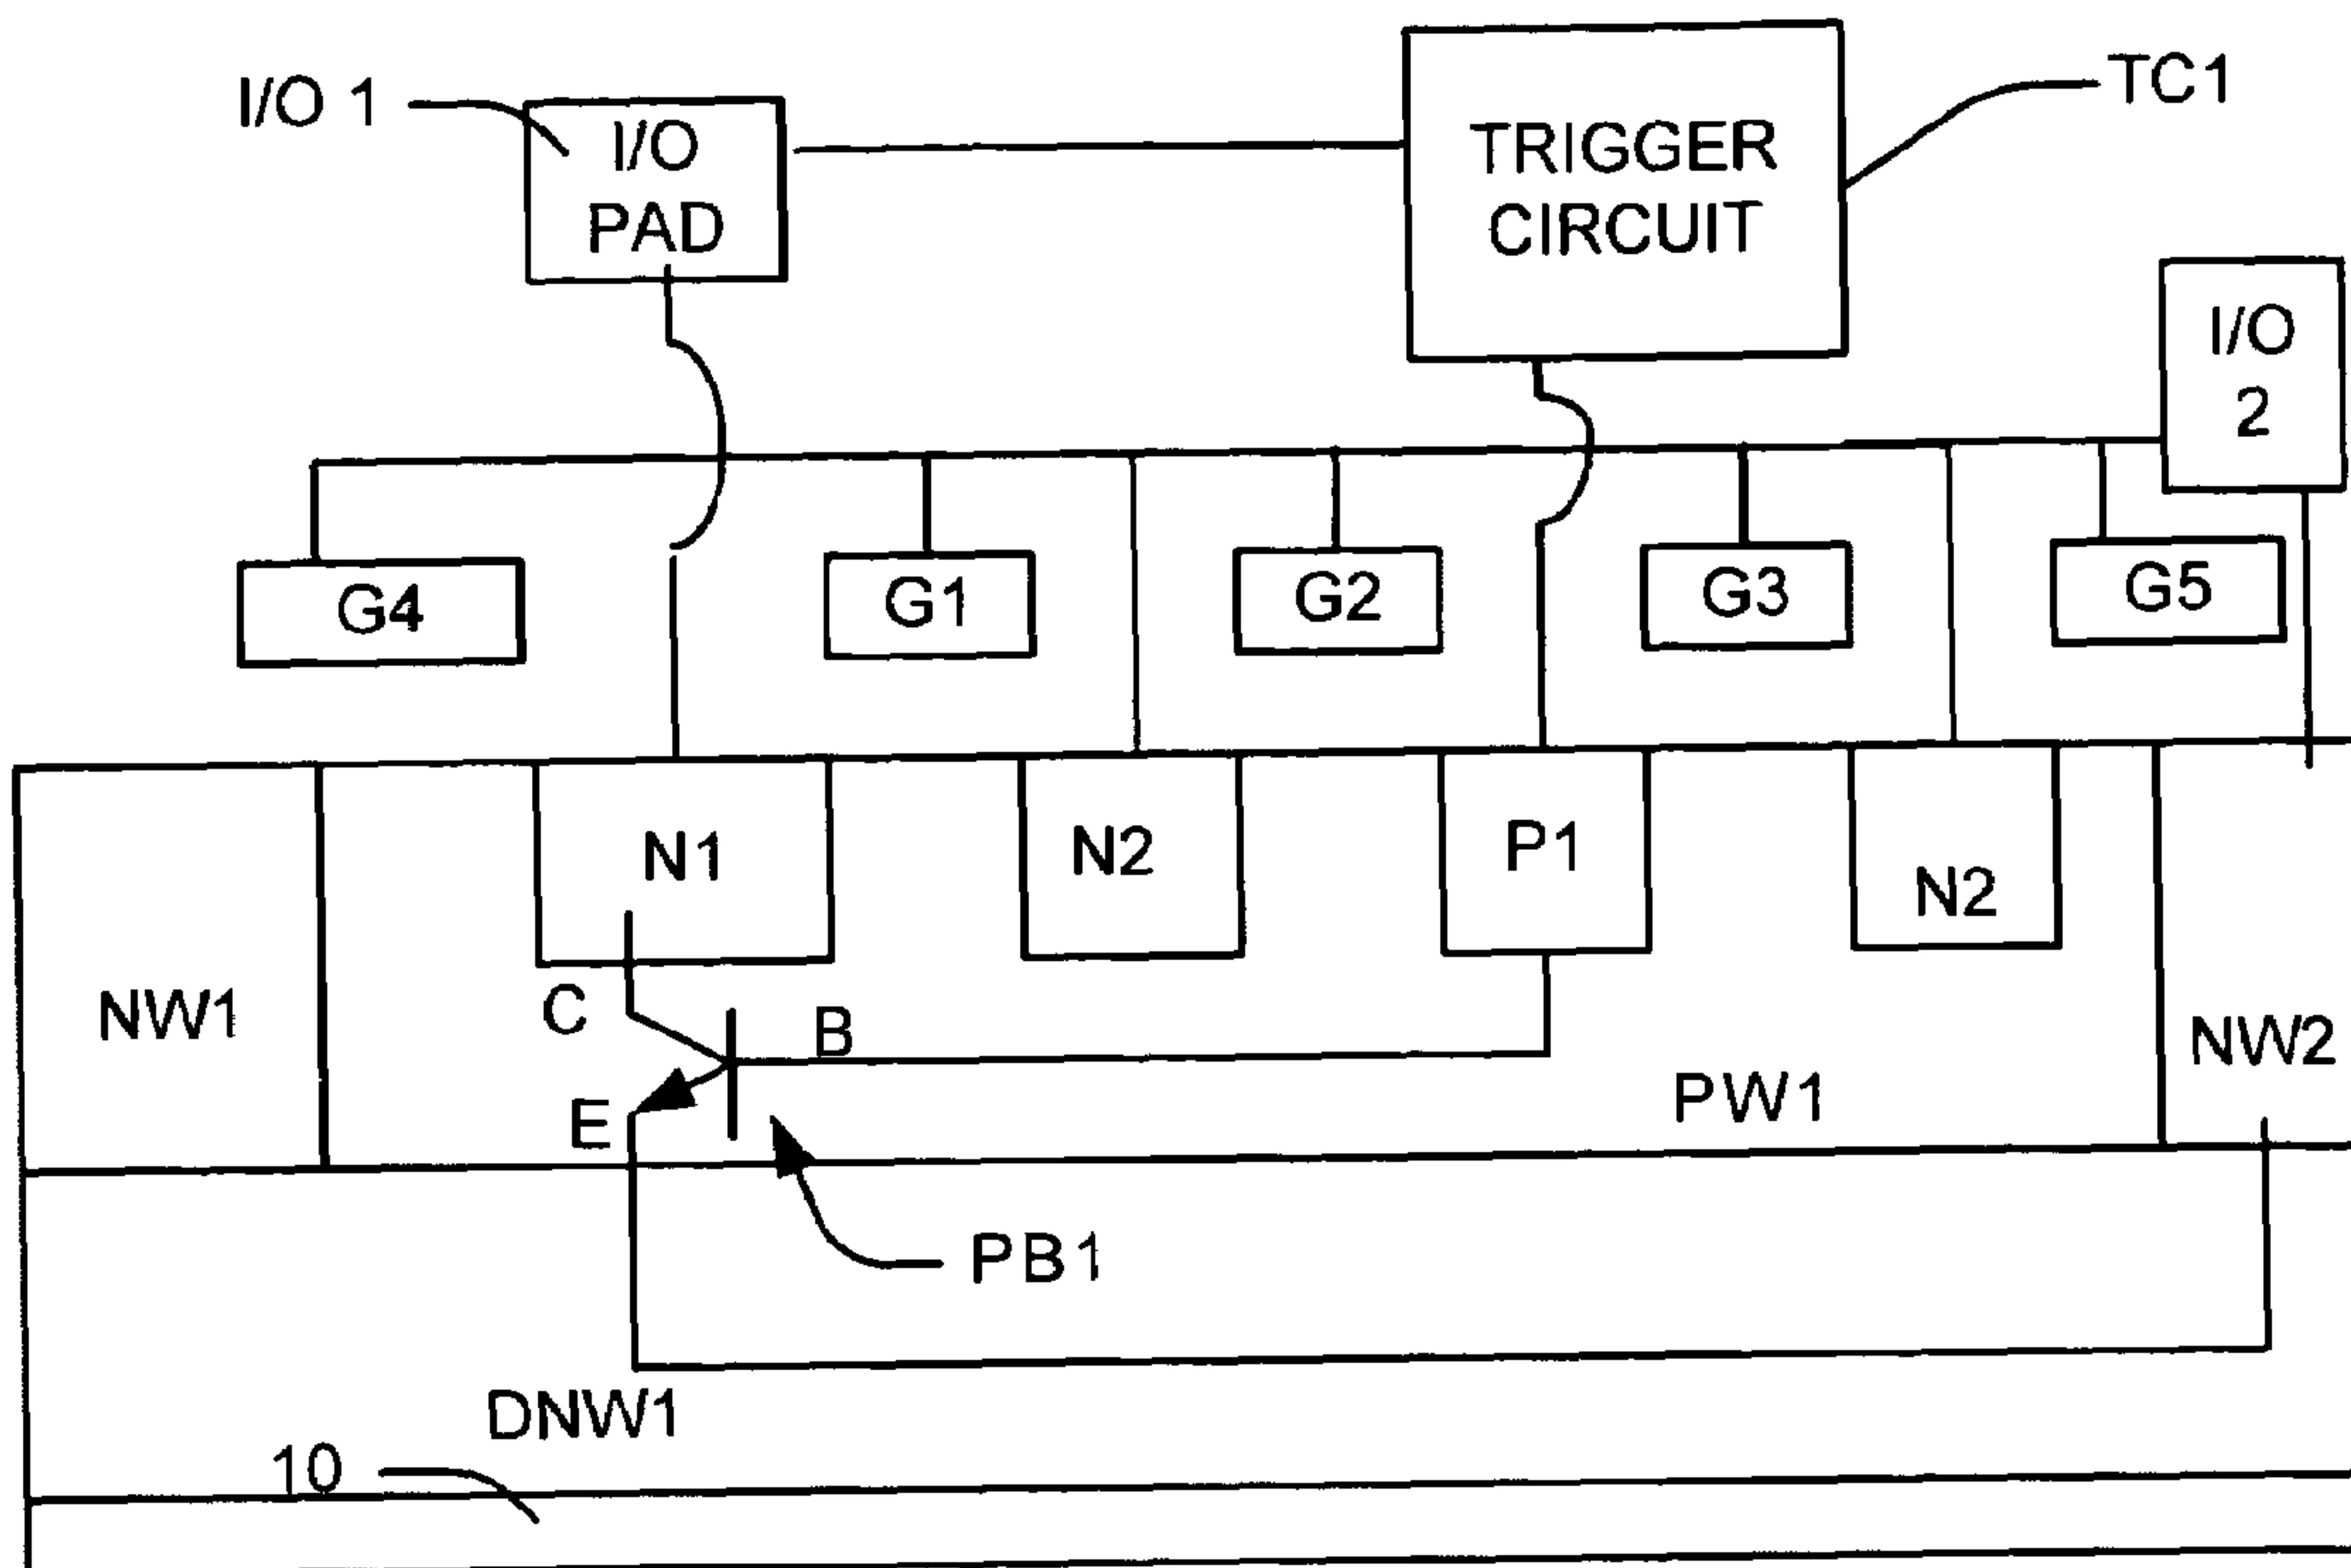 I/O 1
I/O
PAD
TRIGGER
CIRCUIT
TC1
I/O
2
G4
G1
G2
G3
G5
N1
N2
P1
N2
NW1
C
B
E
PW1
NW2
PB1
DNW1
10